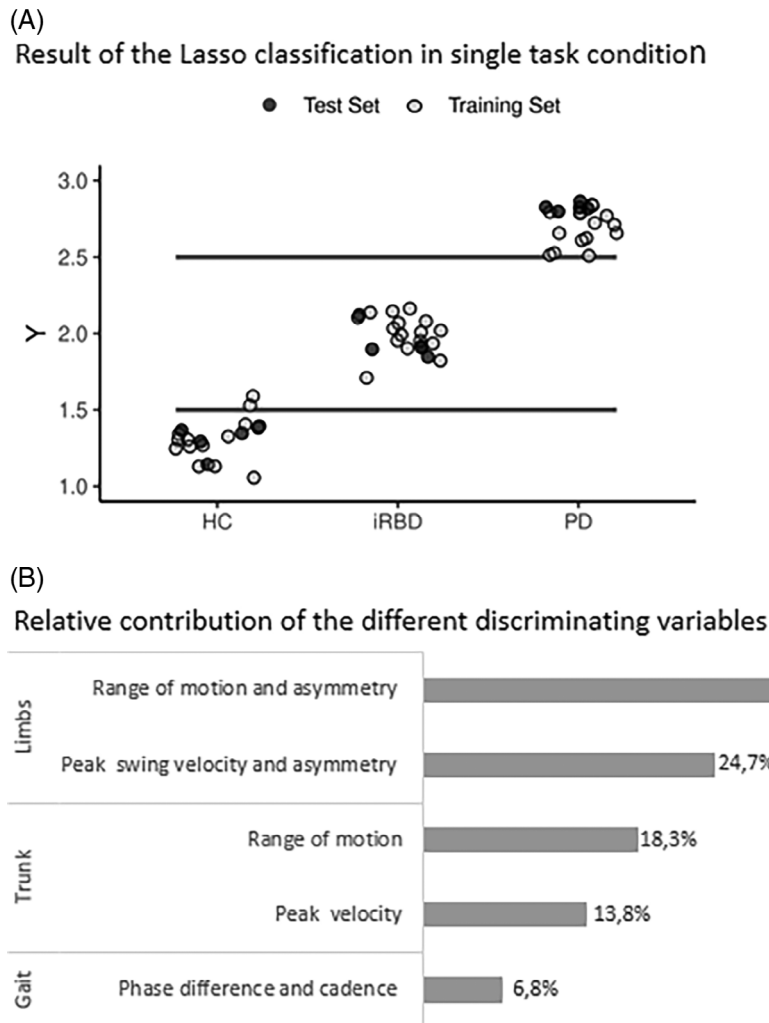 (A)
Result of the Lasso classification in single task condition
Test Set
Training Set
3.0
2.5
2.0
1.5
1.0
Y
HC
iRBD
PD
(B)
Relative contribution of the different discriminating variables
Limbs
Range of motion and asymmetry
Peak swing velocity and asymmetry
24,7%
Trunk
Range of motion
18,3%
Peak velocity
13,8%
Gait
Phase difference and cadence
6,8%